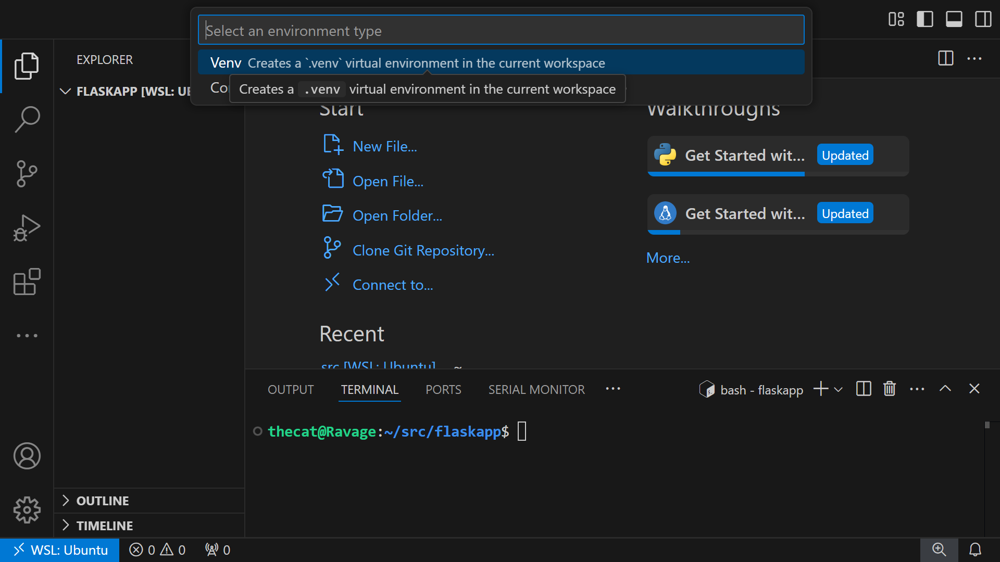 Select an environment type
Venv Creates a `.venv` virtual environment in the current workspace
Creates a .venv virtual environment in the current workspace
EXPLORER
FLASKAPP [WSL:
Start
New File...
Open File...
Open Folder...
Clone Git Repository...
Connect to...
Recent
src [WSL: Ubuntu] ~
Walkthroughs
Get Started wit... Updated
Get Started wit... Updated
More...
OUTPUT TERMINAL PORTS SERIAL MONITOR ... bash - flaskapp
thecat@Ravage:~/src/flaskapp$
OUTLINE
TIMELINE
WSL: Ubuntu 0 0 0